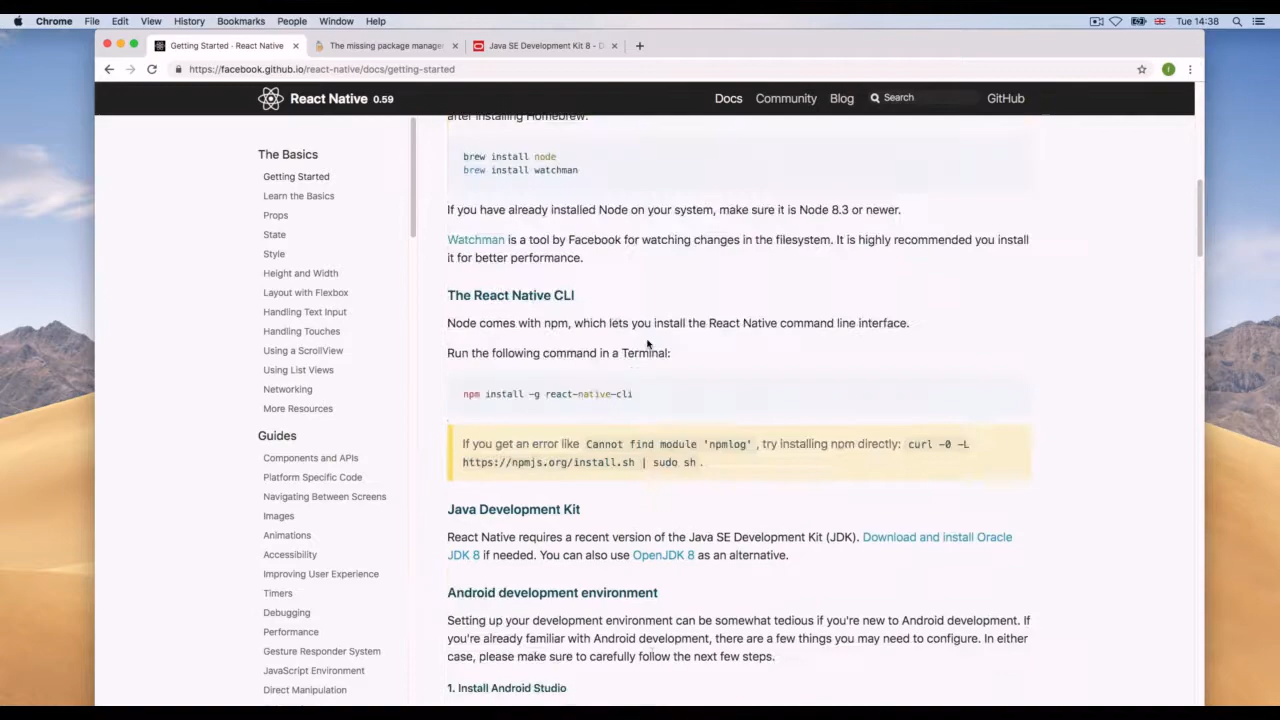 Chrome File Edit View History Bookmarks People Window Help Tue 14:38
Getting Started · React Native The missing package manage Java SE Development Kit 8 - D
https://facebook.github.io/react-native/docs/getting-started
React Native 0.59 Docs Community Blog Search GitHub
The Basics
Getting Started
Learn the Basics
Props
State
Style
Height and Width
Layout with Flexbox
Handling Text Input
Handling Touches
Using a ScrollView
Using List Views
Networking
More Resources
Guides
Components and APIs
Platform Specific Code
Navigating Between Screens
Images
Animations
Accessibility
Improving User Experience
Timers
Debugging
Performance
Gesture Responder System
JavaScript Environment
Direct Manipulation
after installing Homebrew:
brew install node
brew install watchman
If you have already installed Node on your system, make sure it is Node 8.3 or newer.
Watchman is a tool by Facebook for watching changes in the filesystem. It is highly recommended you install
it for better performance.
The React Native CLI
Node comes with npm, which lets you install the React Native command line interface.
Run the following command in a Terminal:
npm install -g react-native-cli
If you get an error like Cannot find module 'npmlog' , try installing npm directly: curl -0 -L
https://npmjs.org/install.sh | sudo sh .
Java Development Kit
React Native requires a recent version of the Java SE Development Kit (JDK). Download and install Oracle
JDK 8 if needed. You can also use OpenJDK 8 as an alternative.
Android development environment
Setting up your development environment can be somewhat tedious if you're new to Android development. If
you're already familiar with Android development, there are a few things you may need to configure. In either
case, please make sure to carefully follow the next few steps.
1. Install Android Studio